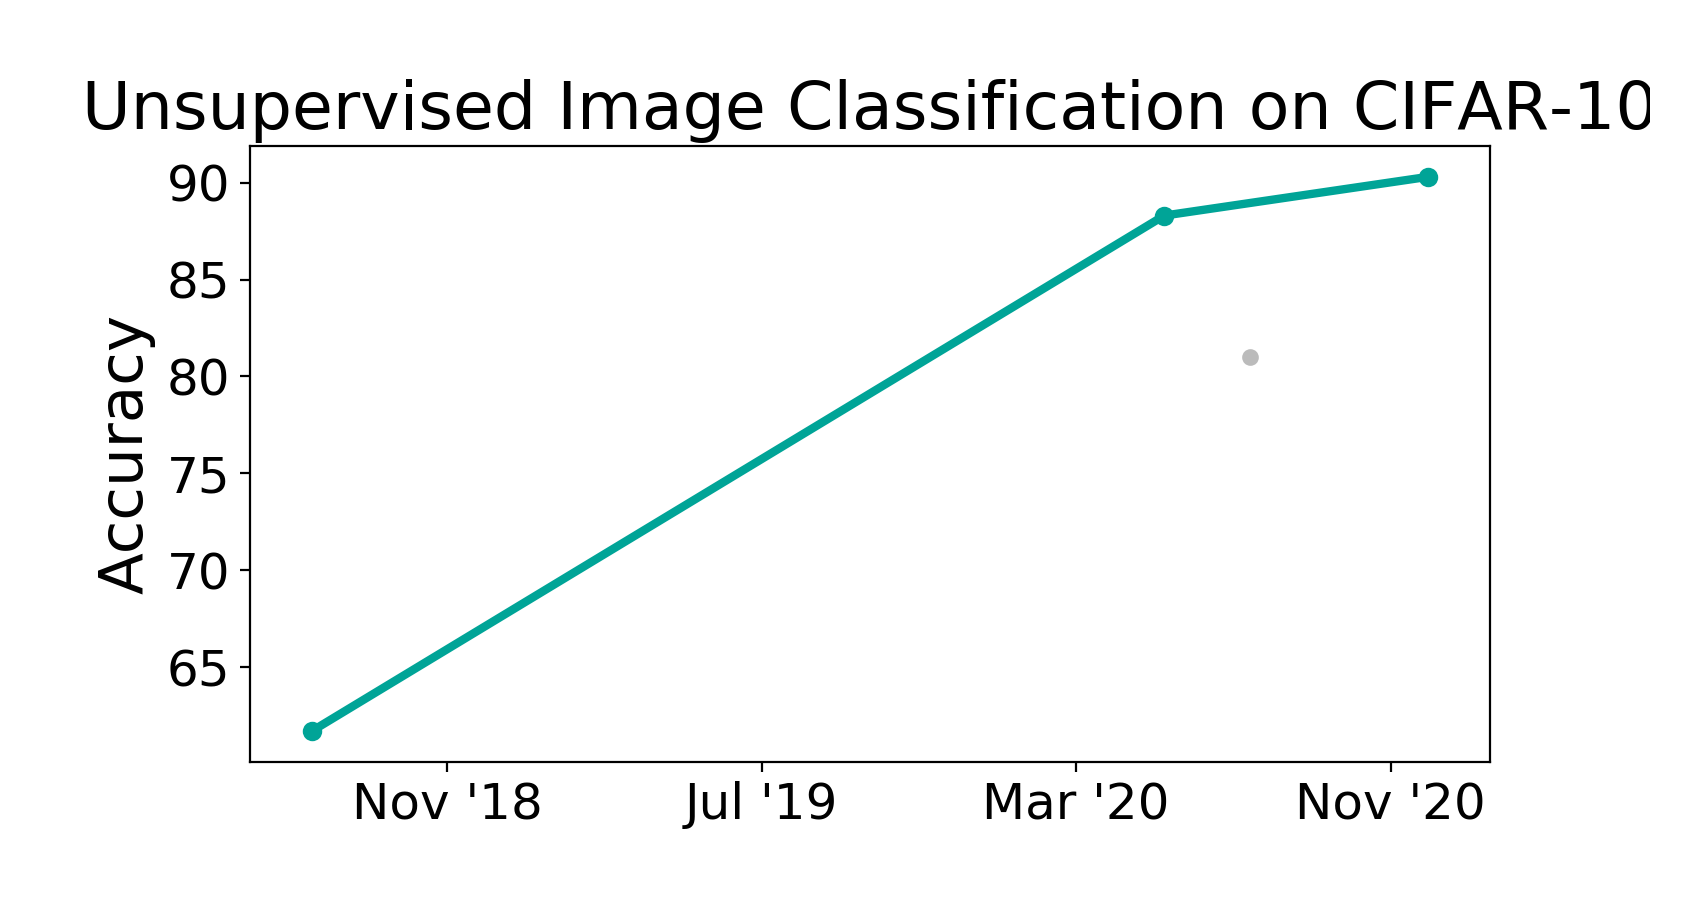 Unsupervised Image Classification on CIFAR-10
Accuracy
90
85
80
75
70
65
Nov '18
Jul '19
Mar '20
Nov '20